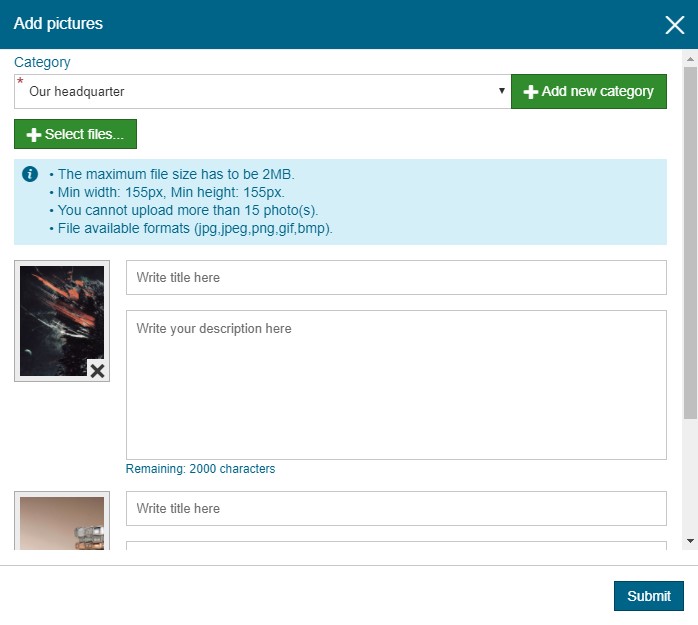 Add pictures
Category
* Our headquarter
Add new category
Select files...
• The maximum file size has to be 2MB.
• Min width: 155px, Min height: 155px.
• You cannot upload more than 15 photo(s).
• File available formats (jpg,jpeg,png,gif,bmp).
Write title here
Write your description here
Remaining: 2000 characters
Write title here
Submit